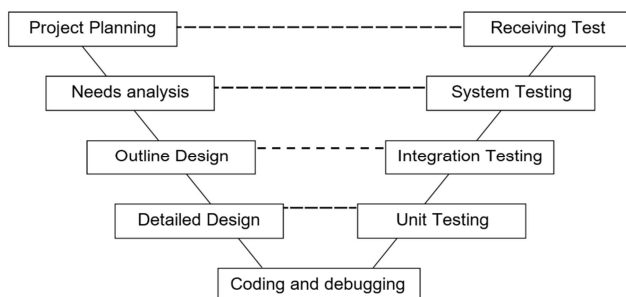 Project Planning
Receiving Test
Needs analysis
System Testing
Outline Design
Integration Testing
Detailed Design
Unit Testing
Coding and debugging